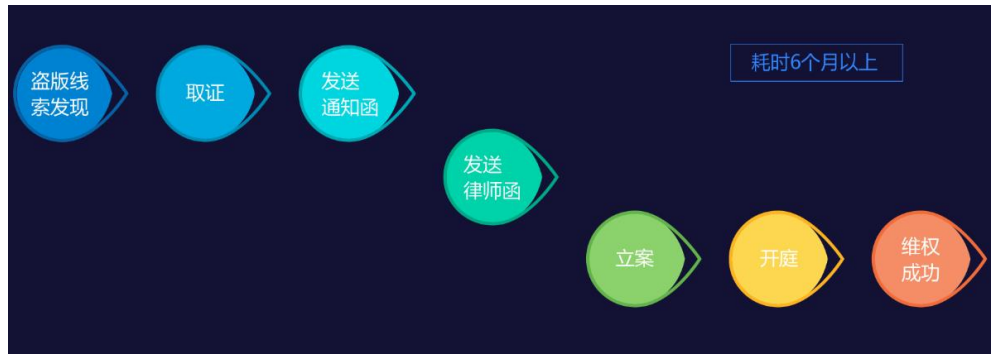 盗版线
索发现
取证
发送
通知函
耗时6个月以上
发送
律师函
立案
开庭
维权
成功